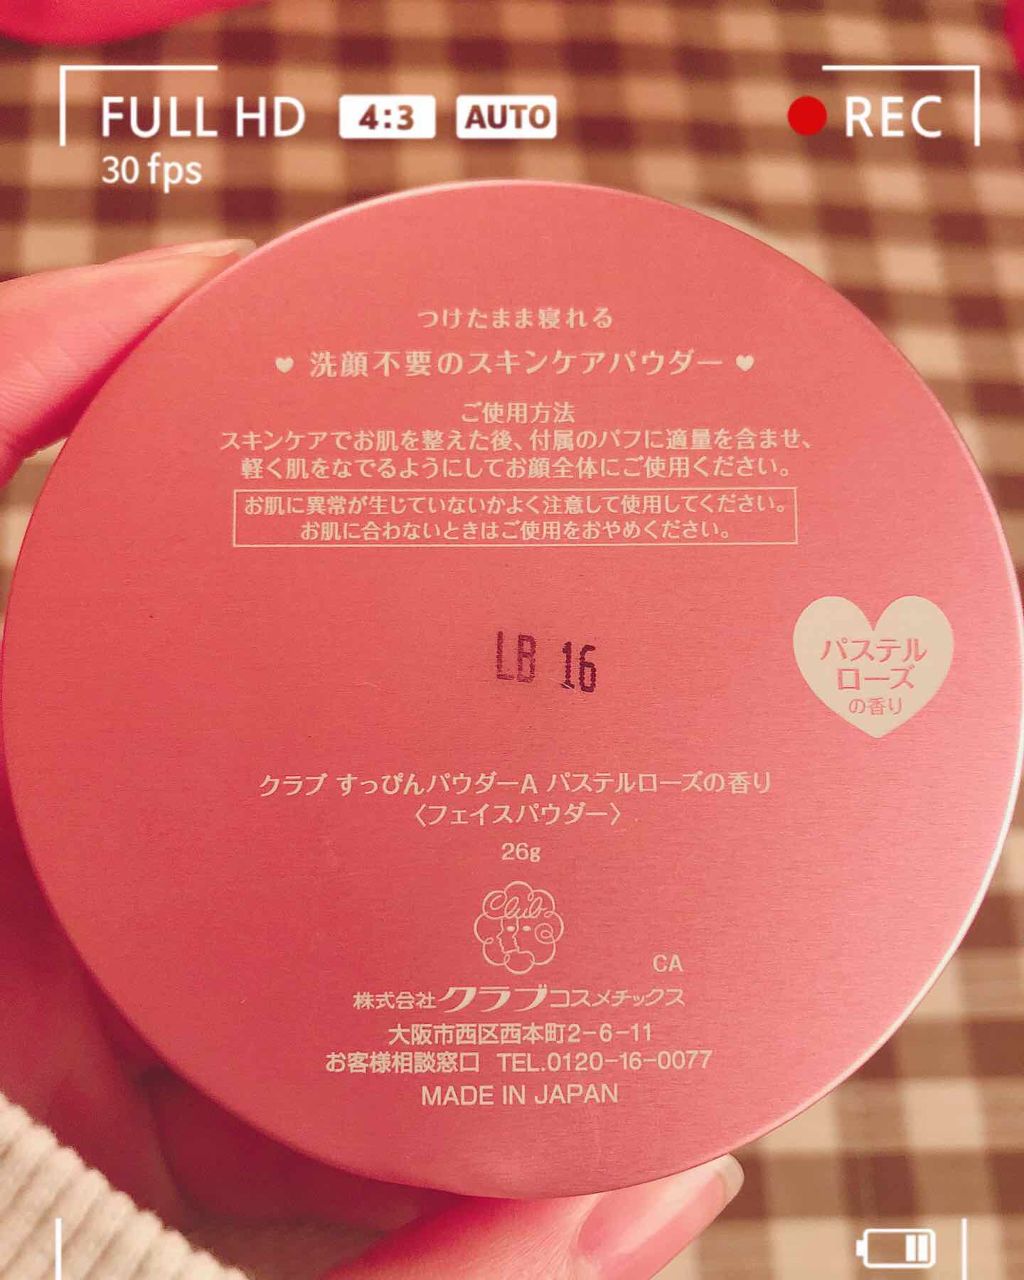 FULL HD 4:3 AUTO REC
30 fps
つけたまま寝れる
♥ 洗顔不要のスキンケアパウダー ♥
ご使用方法
スキンケアでお肌を整えた後、付属のパフに適量を含ませ、
軽く肌をなでるようにしてお顔全体にご使用ください。
お肌に異常が生じていないかよく注意して使用してください。
お肌に合わないときはご使用をおやめください。
LB 16
パステル
ローズ
の香り
クラブ すっぴんパウダーA パステルローズの香り
〈フェイスパウダー〉
26g
Club
CA
株式会社クラブコスメチックス
大阪市西区西本町2-6-11
お客様相談窓口 TEL.0120-16-0077
MADE IN JAPAN